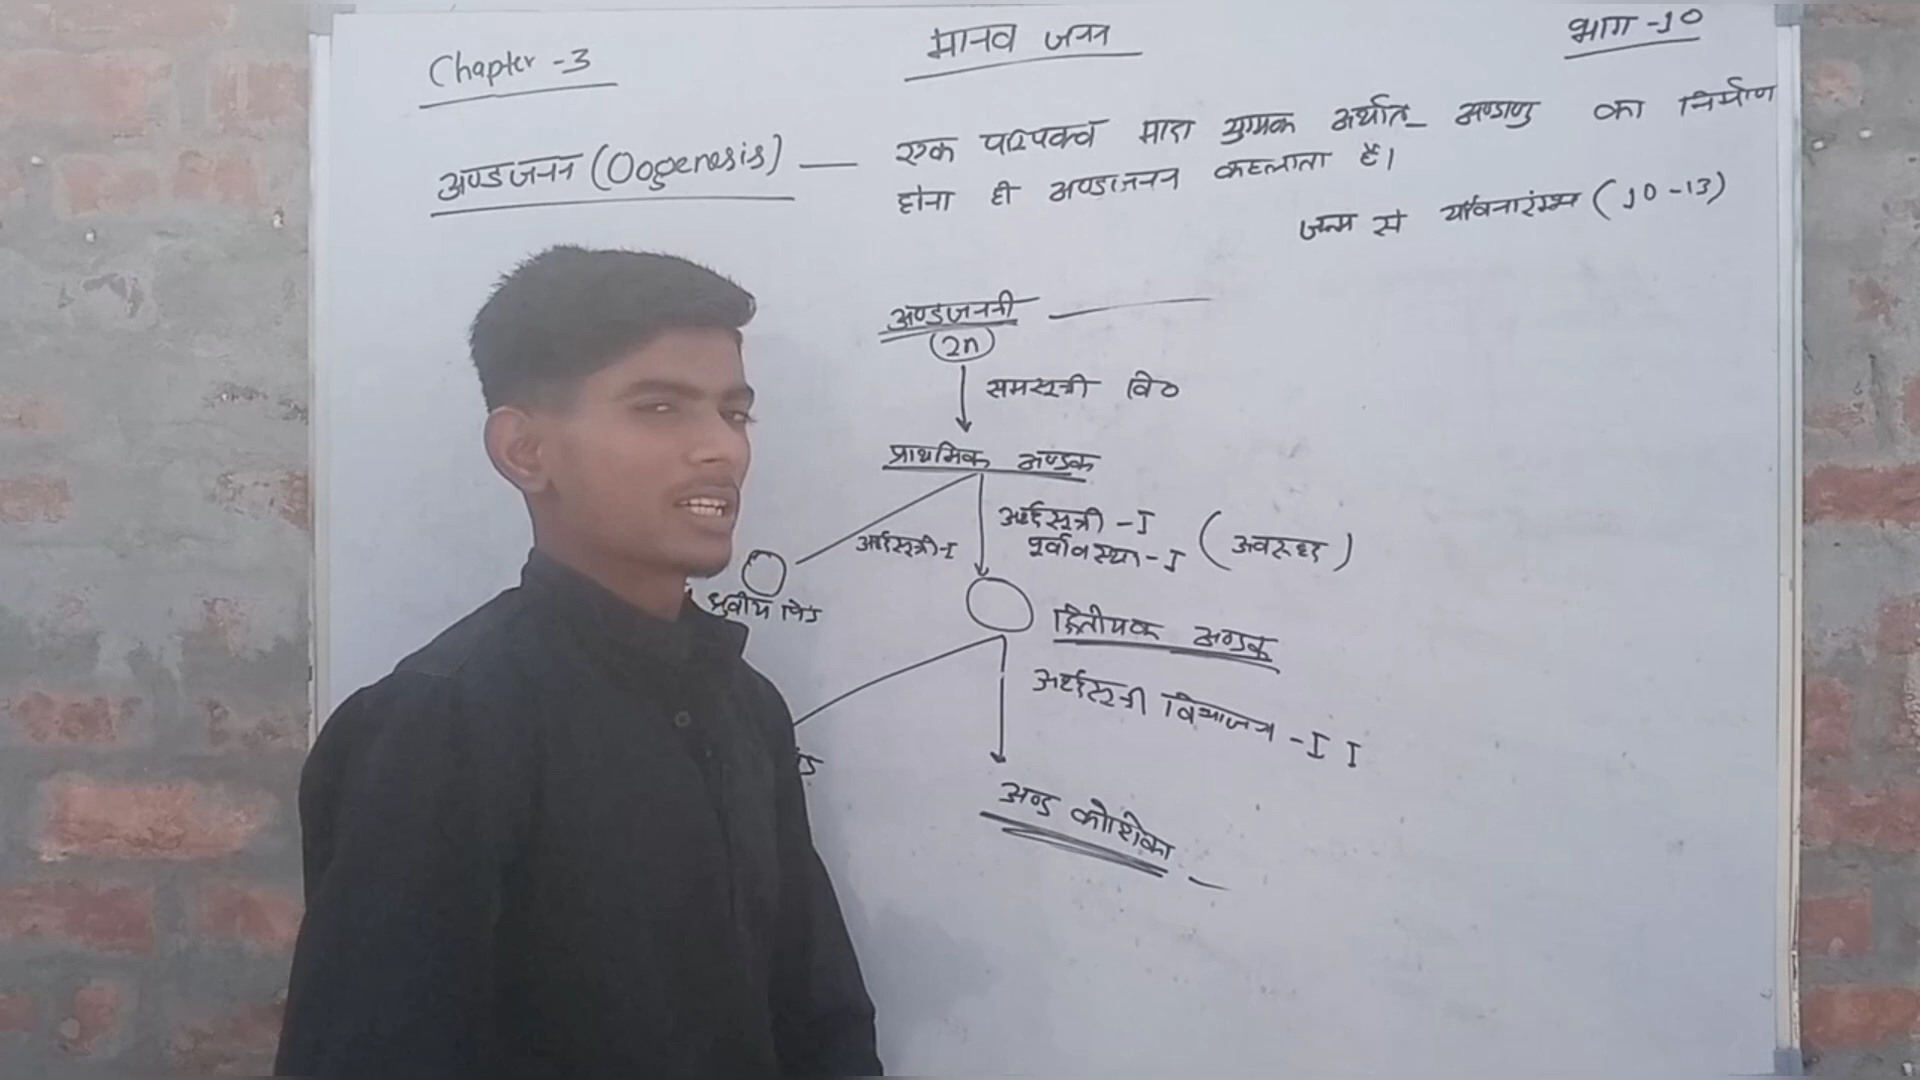 Chapter -3
मानव जनन
भाग -10
अण्डजनन (Oogenesis) — एक परिपक्व मादा युग्मक अर्थात अण्डाणु का निर्माण
होना ही अण्डाजनन कहलाता है।
जन्म से यौवनारंम्भ (10-13)
अण्डजननी
(2n)
समसूत्री वि०
प्राथमिक अण्डक
अर्द्धसूत्री-I
अर्द्धसूत्री -I
पूर्वावस्था -I
(अवरूद्ध)
ध्रुवीय पिंड
द्वितीयक अण्डक
अर्द्धसूत्री विभाजन -II
अण्ड कोशिका